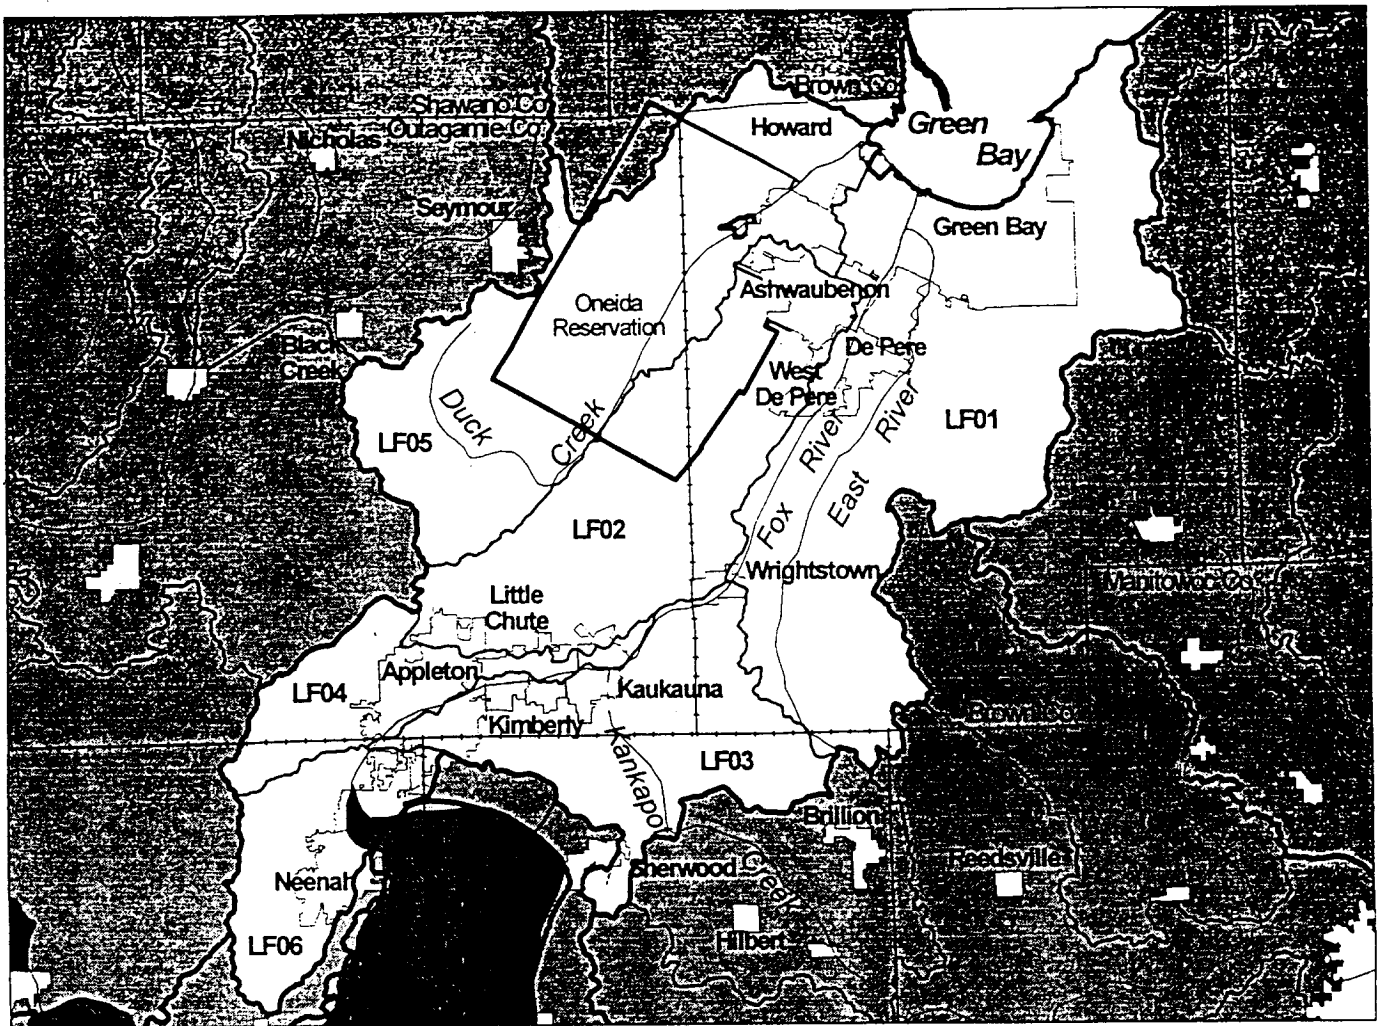 Brown Co.
Shawano Co
Outagamie Co
Howard
Green
Bay
Nicholas
Seymour
Green Bay
Ashwaubenon
Oneida
Reservation
Black
Creek
De Pere
West
De Pere
Duck
Creek
River
River
LF01
LF05
East
Fox
LF02
Wrightstown
Manitowoc Co
Little
Chute
Appleton
LF04
Kaukauna
Kimberly
LF03
Kankapo
Brillion
Reedsville
Sherwood
Neenah
Hilbert
LF06